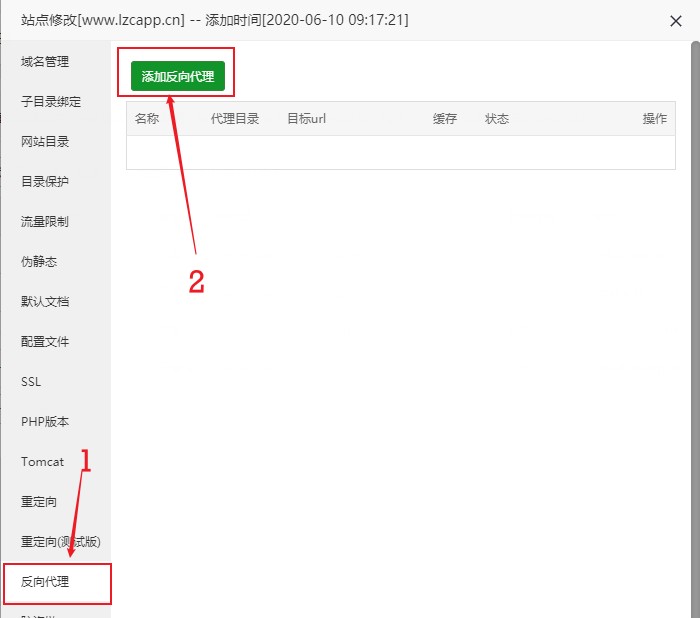 站点修改[www.lzcapp.cn] -- 添加时间[2020-06-10 09:17:21]
域名管理
子目录绑定
网站目录
目录保护
流量限制
伪静态
默认文档
配置文件
SSL
PHP版本
Tomcat
重定向
重定向(测试版)
反向代理
添加反向代理
名称 代理目录 目标url 缓存 状态 操作
1
2